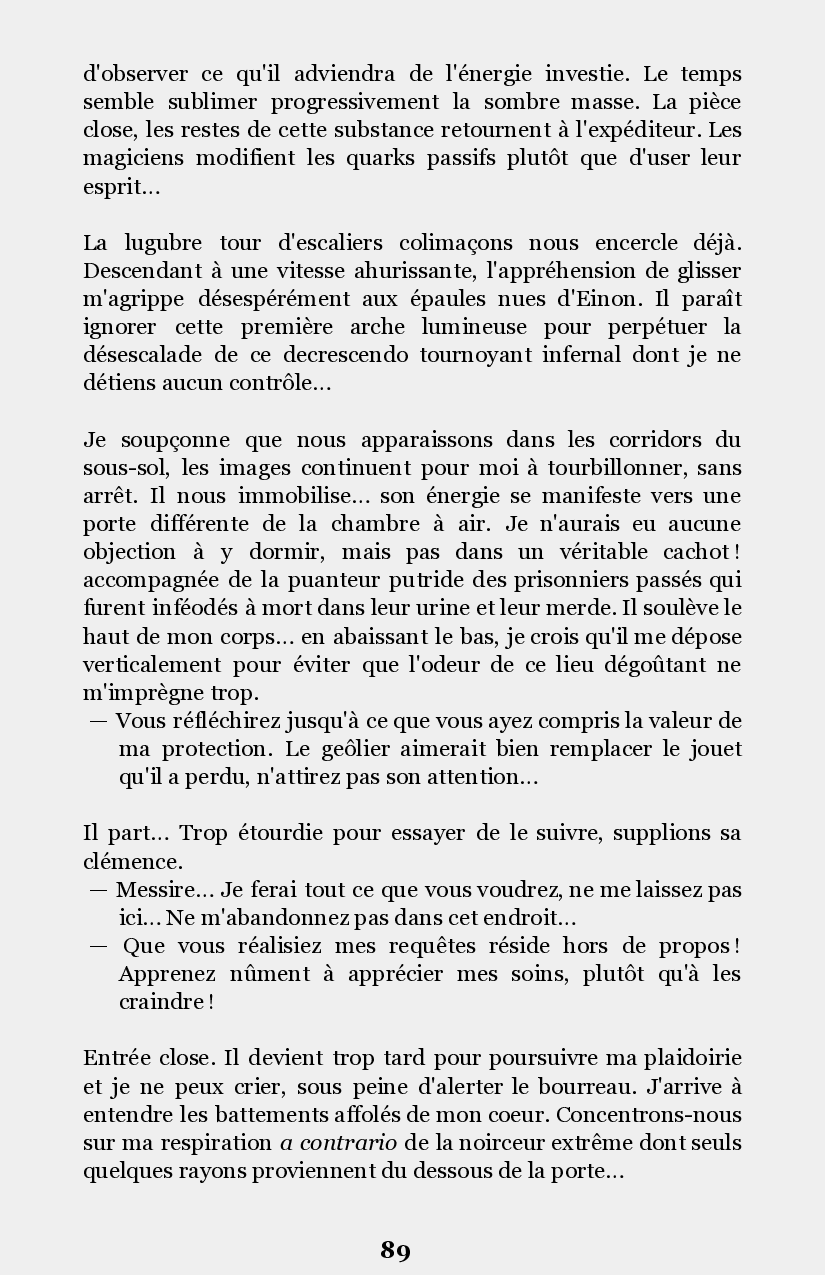 d'observer ce qu'il adviendra de l'énergie investie. Le temps
semble sublimer progressivement la sombre masse. La pièce
close, les restes de cette substance retournent à l'expéditeur. Les
magiciens modifient les quarks passifs plutôt que d'user leur
esprit...
La lugubre tour d'escaliers colimaçons nous encercle déjà.
Descendant à une vitesse ahurissante, l'appréhension de glisser
m'agrippe désespérément aux épaules nues d'Einon. Il paraît
ignorer cette première arche lumineuse pour perpétuer la
désescalade de ce decrescendo tournoyant infernal dont je ne
détiens aucun contrôle...
Je soupçonne que nous apparaissons dans les corridors du
sous-sol, les images continuent pour moi à tourbillonner, sans
arrêt. Il nous immobilise... son énergie se manifeste vers une
porte différente de la chambre à air. Je n'aurais eu aucune
objection à y dormir, mais pas dans un véritable cachot !
accompagnée de la puanteur putride des prisonniers passés qui
furent inféodés à mort dans leur urine et leur merde. Il soulève le
haut de mon corps... en abaissant le bas, je crois qu'il me dépose
verticalement pour éviter que l'odeur de ce lieu dégoûtant ne
m'imprègne trop.
— Vous réfléchirez jusqu'à ce que vous ayez compris la valeur de
ma protection. Le geôlier aimerait bien remplacer le jouet
qu'il a perdu, n'attirez pas son attention...
Il part... Trop étourdie pour essayer de le suivre, supplions sa
clémence.
— Messire... Je ferai tout ce que vous voudrez, ne me laissez pas
ici... Ne m'abandonnez pas dans cet endroit...
— Que vous réalisiez mes requêtes réside hors de propos !
Apprenez nûment à apprécier mes soins, plutôt qu'à les
craindre !
Entrée close. Il devient trop tard pour poursuivre ma plaidoirie
et je ne peux crier, sous peine d'alerter le bourreau. J'arrive à
entendre les battements affolés de mon coeur. Concentrons-nous
sur ma respiration a contrario de la noirceur extrême dont seuls
quelques rayons proviennent du dessous de la porte...
89